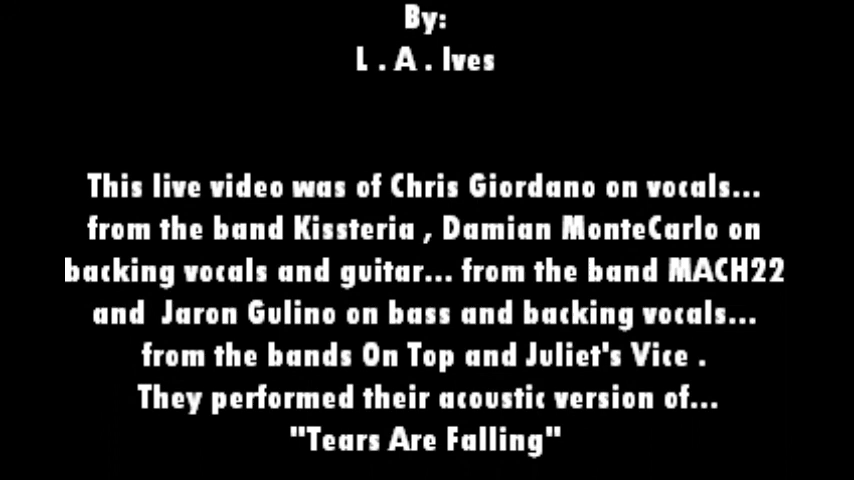 By:
L . A . Ives
This live video was of Chris Giordano on vocals...
from the band Kissteria , Damian MonteCarlo on
backing vocals and guitar... from the band MACH22
and  Jaron Gulino on bass and backing vocals...
from the bands On Top and Juliet's Vice .
They performed their acoustic version of...
"Tears Are Falling"